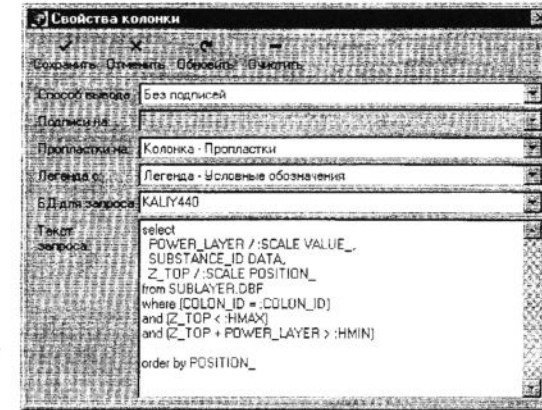 Свойства колонки
Сохранить Отменить Обновить Очистить
Способ вывода: Без подписей
Подписи на:
Пропластки на: Колонка - Пропластки
Легенда с: Легенда - Условные обозначения
БД для запроса KALIY440
Текст запроса:
select
POWER_LAYER / :SCALE VALUE_,
SUBSTANCE_ID DATA,
Z_TOP / :SCALE POSITION_
from SUBLAYER.DBF
where (COLON_ID = :COLON_ID)
and (Z_TOP < :HMAX)
and (Z_TOP + POWER_LAYER > :HMIN)
order by POSITION_